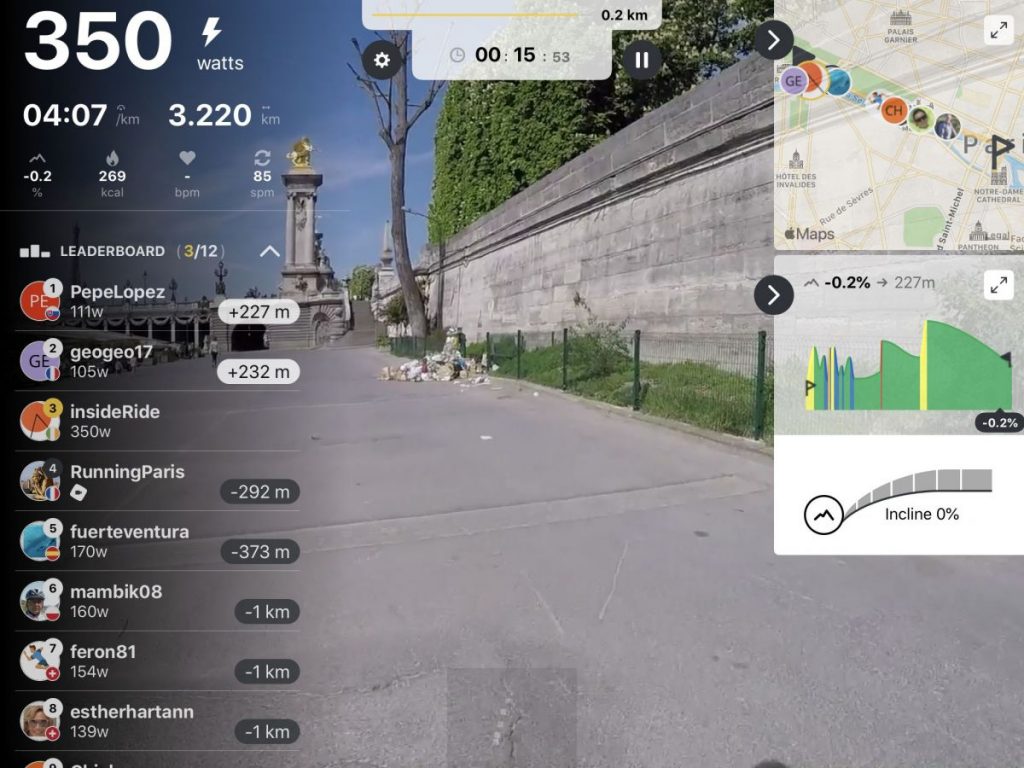 350
watts
04:07 /km
3.220 km
-0.2
%
269
kcal
-
bpm
85
spm
LEADERBOARD (3/12)
PE
1
PepeLopez
111w
+227 m
GE
2
geogeo17
105w
+232 m
3
insideRide
350w
4
RunningParis
-292 m
5
fuerteventura
170w
-373 m
6
mambik08
160w
-1 km
7
feron81
154w
-1 km
8
estherhartann
139w
-1 km
9
0.2 km
00:15:53
PALAIS
GARNIER
GE
CH
HÔTEL DES
INVALIDES
Rue de Sèvres
d Saint-Michel
NOTRE-DAME
CATHEDRAL
PANTHEON
Legal
Maps
-0.2% → 227m
-0.2%
Incline 0%